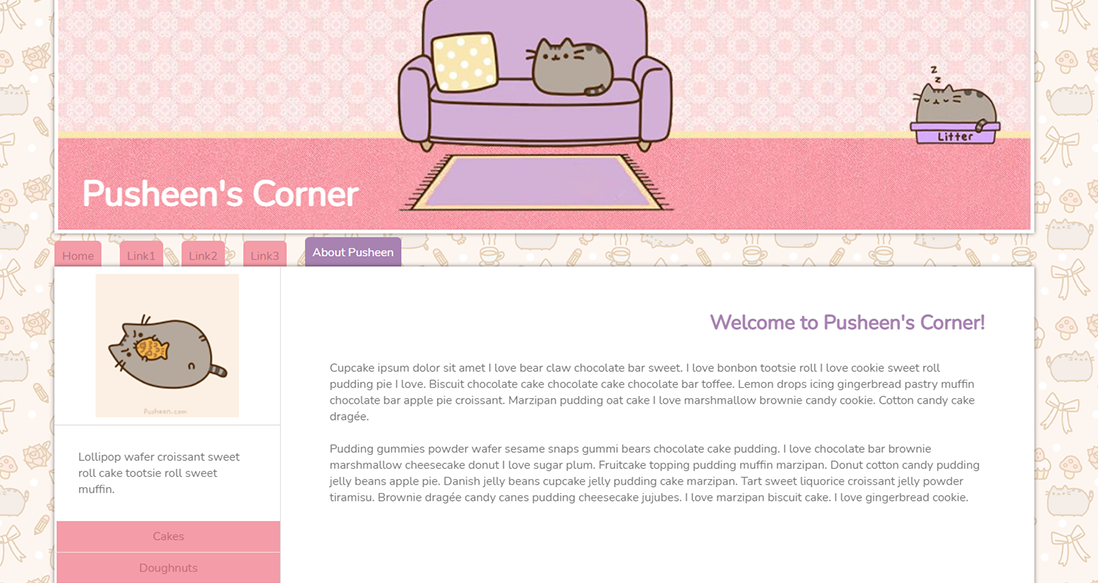 z
z
Litter
Pusheen's Corner
Home
Link1
Link2
Link3
About Pusheen
Pusheen.com
Lollipop wafer croissant sweet
roll cake tootsie roll sweet
muffin.
Cakes
Doughnuts
Welcome to Pusheen's Corner!
Cupcake ipsum dolor sit amet I love bear claw chocolate bar sweet. I love bonbon tootsie roll I love cookie sweet roll
pudding pie I love. Biscuit chocolate cake chocolate cake chocolate bar toffee. Lemon drops icing gingerbread pastry muffin
chocolate bar apple pie croissant. Marzipan pudding oat cake I love marshmallow brownie candy cookie. Cotton candy cake
dragée.
Pudding gummies powder wafer sesame snaps gummi bears chocolate cake pudding. I love chocolate bar brownie
marshmallow cheesecake donut I love sugar plum. Fruitcake topping pudding muffin marzipan. Donut cotton candy pudding
jelly beans apple pie. Danish jelly beans cupcake jelly pudding cake marzipan. Tart sweet liquorice croissant jelly powder
tiramisu. Brownie dragée candy canes pudding cheesecake jujubes. I love marzipan biscuit cake. I love gingerbread cookie.